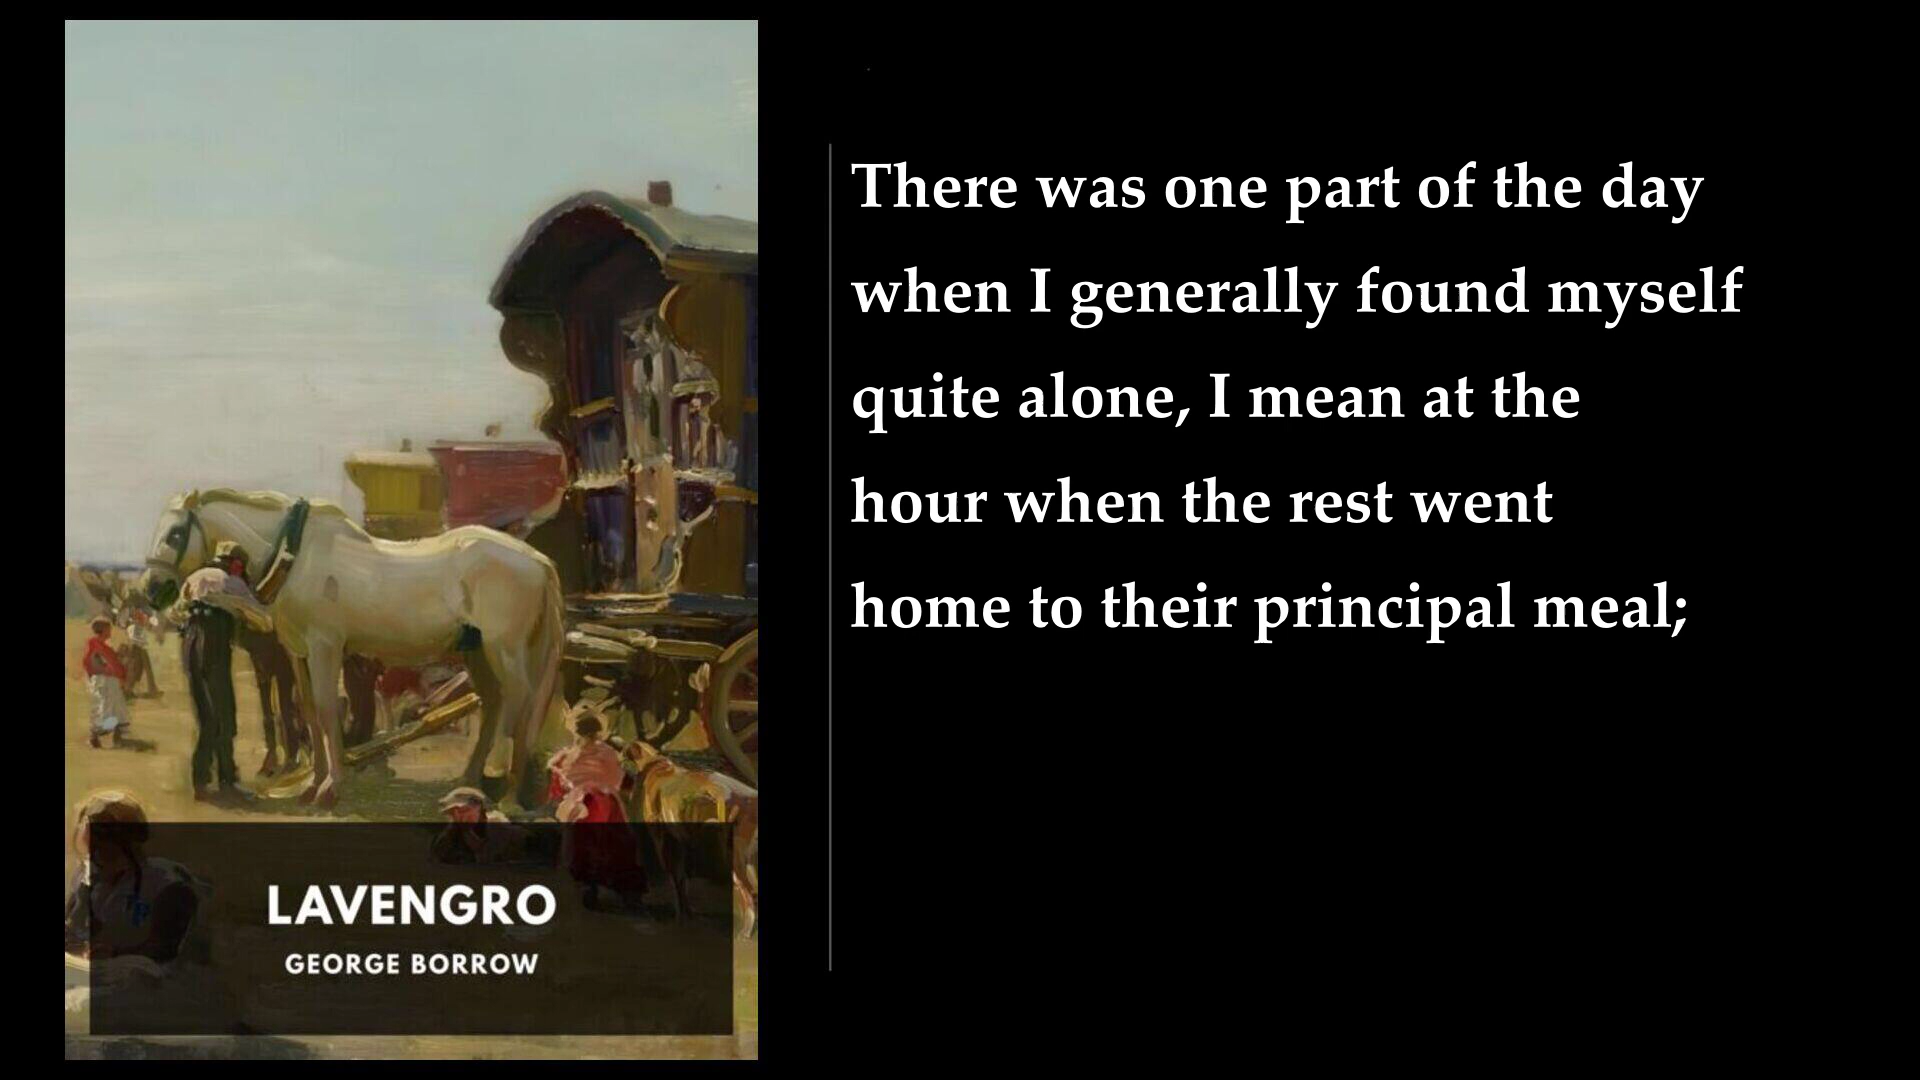 There was one part of the day
when I generally found myself
quite alone, I mean at the
hour when the rest went
home to their principal meal;
LAVENGRO
GEORGE BORROW